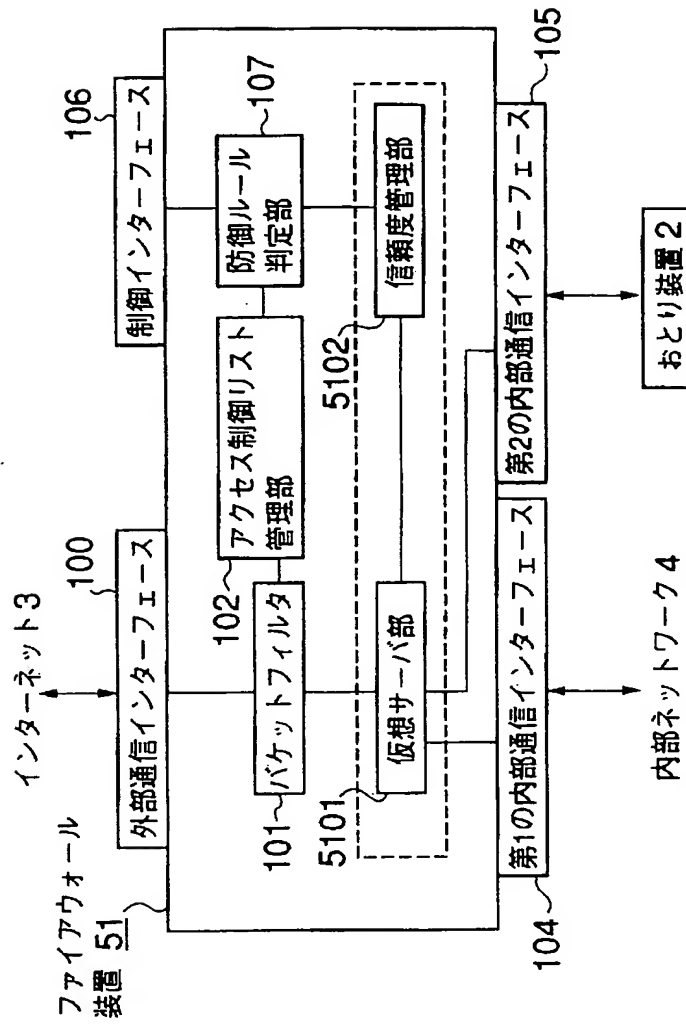 インターネット3
ファイアウォール
装置 51
外部通信インターフェース
100
制御インターフェース
106
パケットフィルタ
101
アクセス制御リスト
管理部
102
防御ルール
判定部
107
仮想サーバ部
5101
信頼度管理部
5102
第1の内部通信インターフェース
104
第2の内部通信インターフェース
105
内部ネットワーク4
おとり装置2